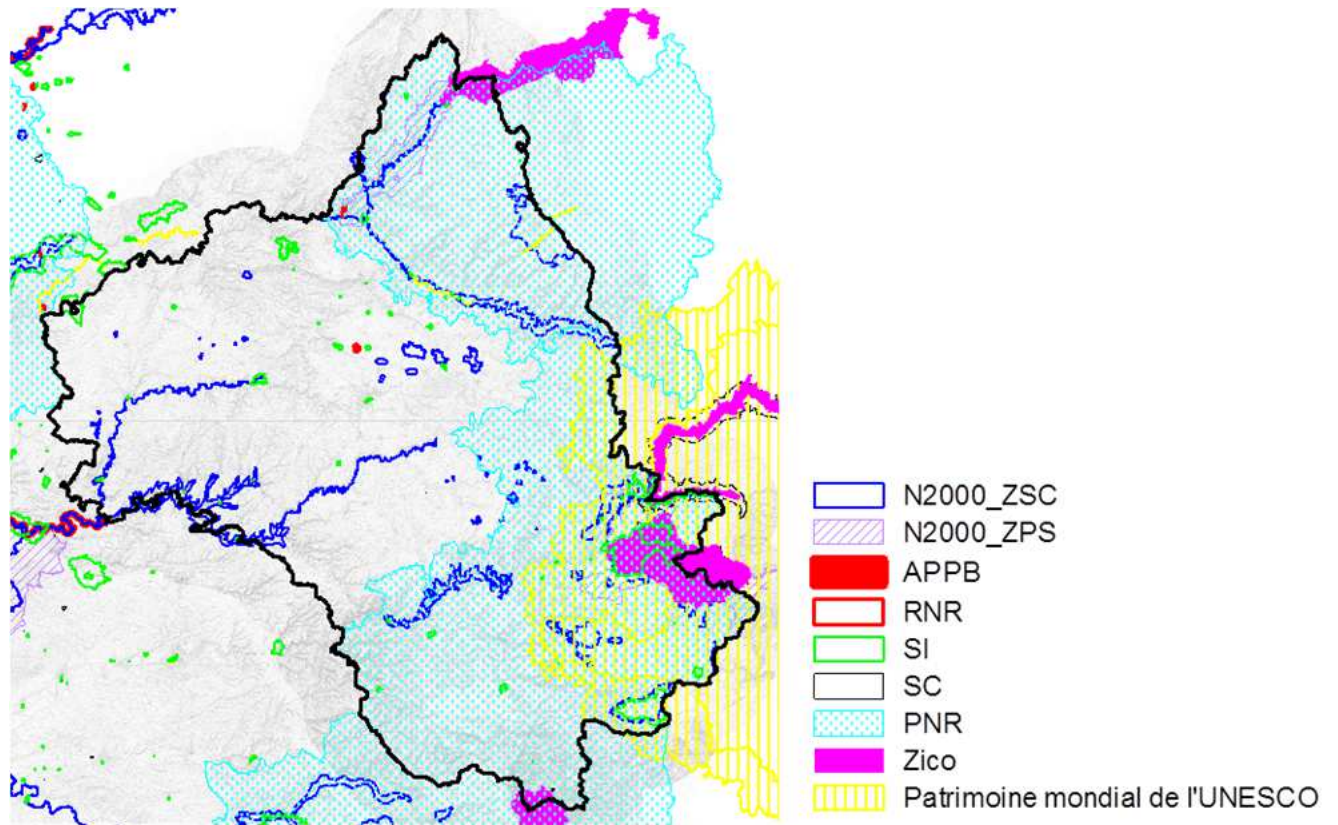 N2000_ZSC
N2000_ZPS
APPB
RNR
SI
SC
PNR
Zico
Patrimoine mondial de l'UNESCO